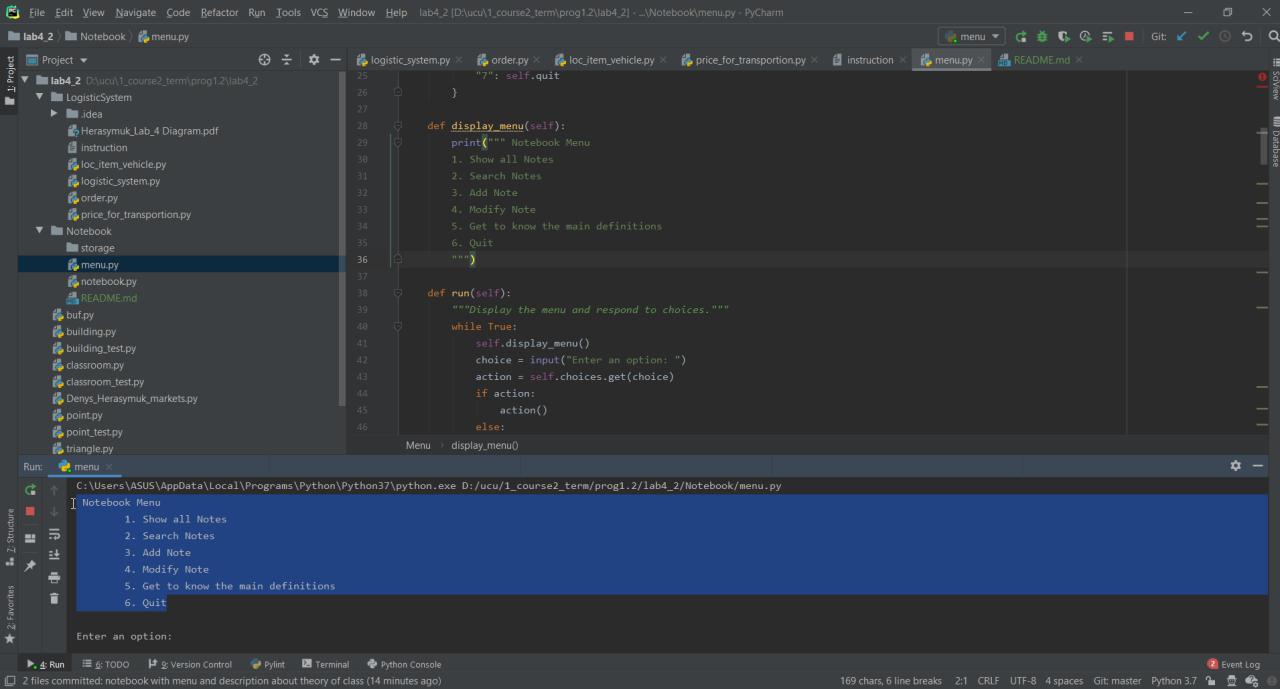 File Edit View Navigate Code Refactor Run Tools VCS Window Help lab4_2 [D:\ucu\1_course2_term\prog1.2\lab4_2] - ...\Notebook\menu.py - PyCharm
lab4_2 Notebook menu.py menu Git:
Project logistic_system.py order.py loc_item_vehicle.py price_for_transportion.py instruction menu.py README.md
1: Project
lab4_2 D:\ucu\1_course2_term\prog1.2\lab4_2
LogisticSystem
.idea
Herasymuk_Lab_4 Diagram.pdf
instruction
loc_item_vehicle.py
logistic_system.py
order.py
price_for_transportion.py
Notebook
storage
menu.py
notebook.py
README.md
buf.py
building.py
building_test.py
classroom.py
classroom_test.py
Denys_Herasymuk_markets.py
point.py
point_test.py
triangle.py
25 "7": self.quit
26 }
27
28 def display_menu(self):
29 print(""" Notebook Menu
30 1. Show all Notes
31 2. Search Notes
32 3. Add Note
33 4. Modify Note
34 5. Get to know the main definitions
35 6. Quit
36 """)
37
38 def run(self):
39 """Display the menu and respond to choices."""
40 while True:
41 self.display_menu()
42 choice = input("Enter an option: ")
43 action = self.choices.get(choice)
44 if action:
45 action()
46 else:
Menu › display_menu()
SciView
Database
Run: menu
C:\Users\ASUS\AppData\Local\Programs\Python\Python37\python.exe D:/ucu/1_course2_term/prog1.2/lab4_2/Notebook/menu.py
Notebook Menu
1. Show all Notes
2. Search Notes
3. Add Note
4. Modify Note
5. Get to know the main definitions
6. Quit
Enter an option:
7: Structure
2: Favorites
4: Run 6: TODO 9: Version Control Pylint Terminal Python Console 2 Event Log
2 files committed: notebook with menu and description about theory of class (14 minutes ago) 169 chars, 6 line breaks 2:1 CRLF UTF-8 4 spaces Git: master Python 3.7